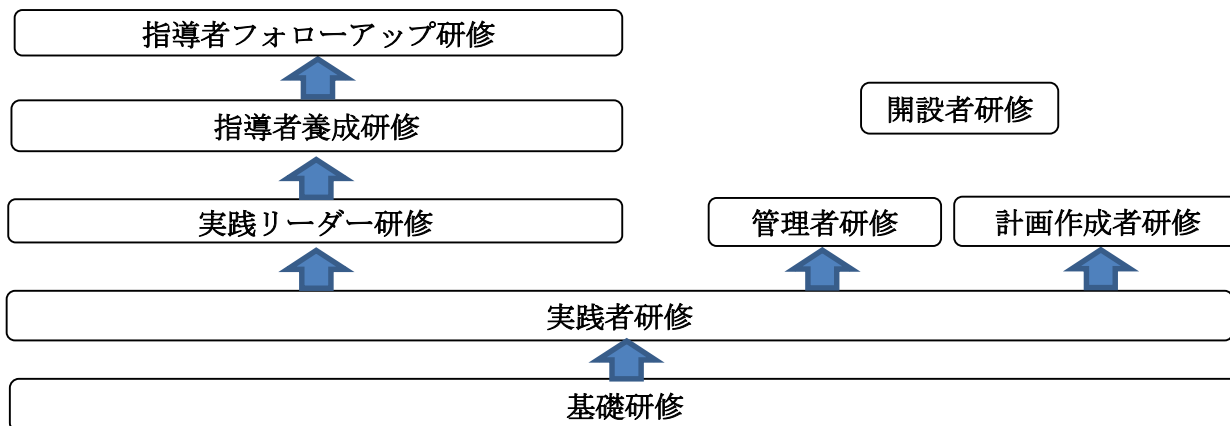 指導者フォローアップ研修
指導者養成研修
開設者研修
実践リーダー研修
管理者研修
計画作成者研修
実践者研修
基礎研修